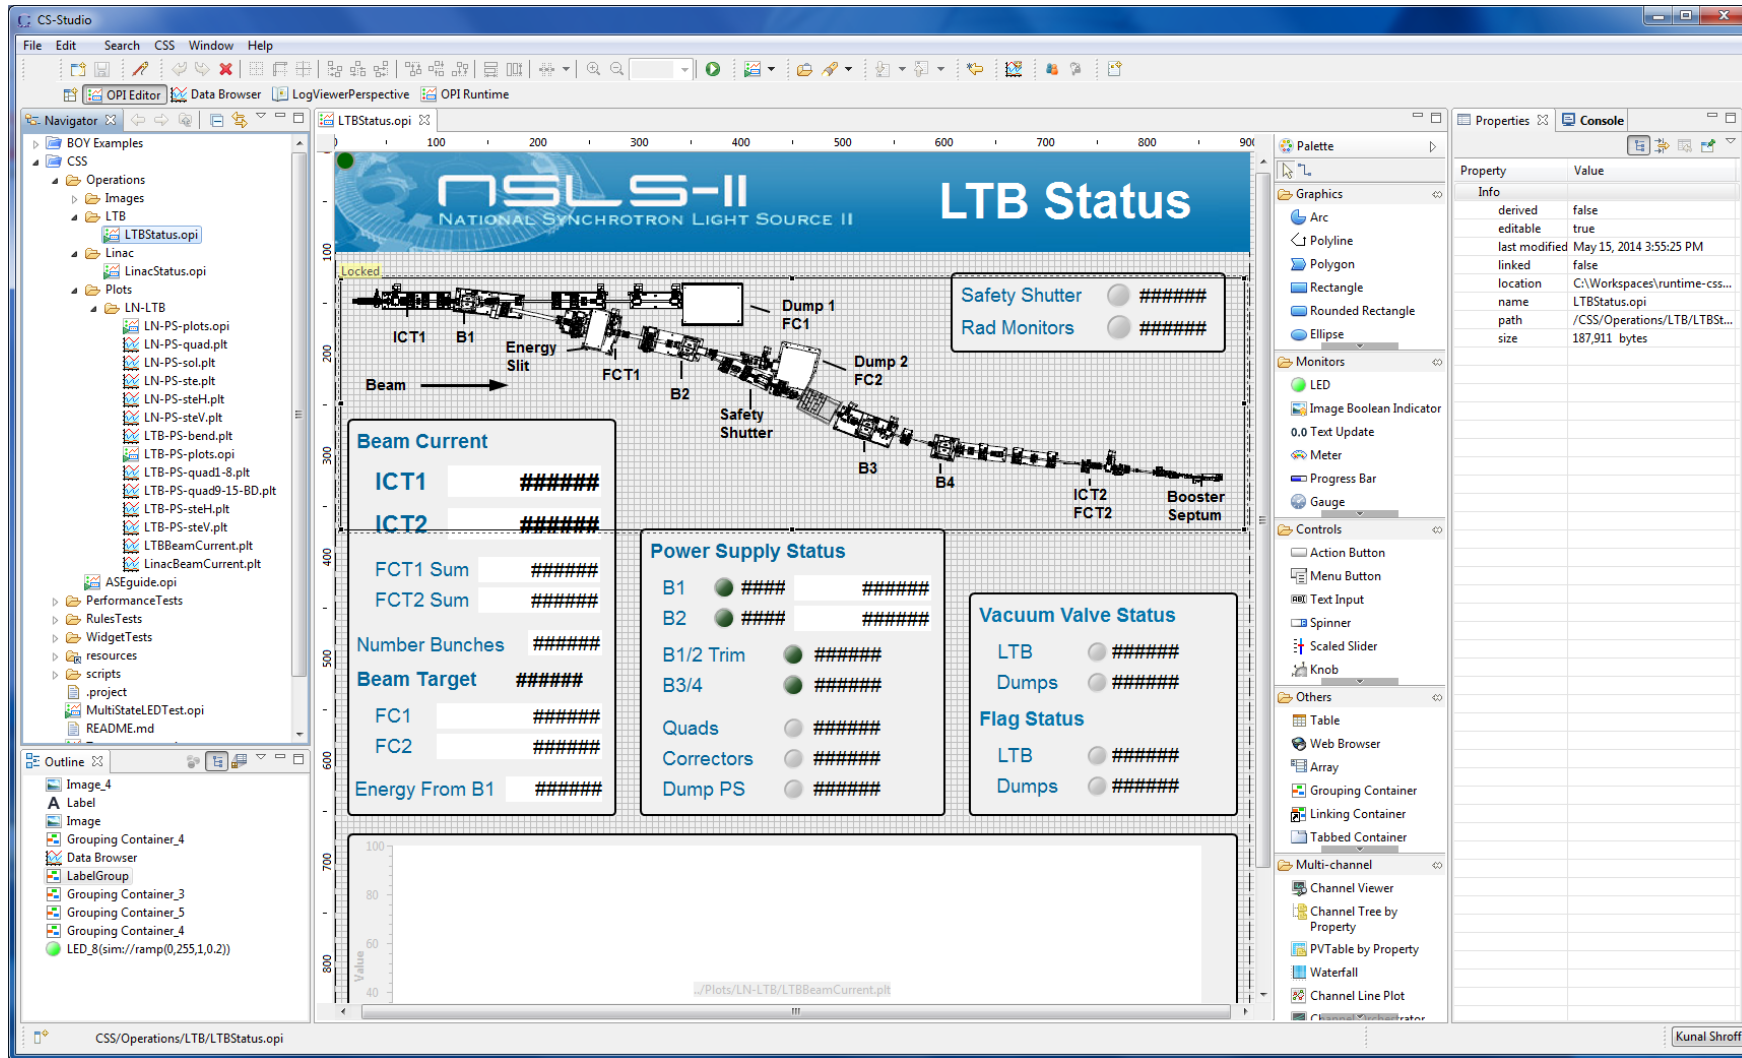 CS-Studio
File Edit Search CSS Window Help
OPI Editor Data Browser LogViewerPerspective OPI Runtime
Navigator
BOY Examples
CSS
Operations
Images
LTB
LTBStatus.opi
Linac
LinacStatus.opi
Plots
LN-LTB
LN-PS-plots.opi
LN-PS-quad.plt
LN-PS-sol.plt
LN-PS-ste.plt
LN-PS-steH.plt
LN-PS-steV.plt
LTB-PS-bend.plt
LTB-PS-plots.opi
LTB-PS-quad1-8.plt
LTB-PS-quad9-15-BD.plt
LTB-PS-steH.plt
LTB-PS-steV.plt
LTBBeamCurrent.plt
LinacBeamCurrent.plt
ASEguide.opi
PerformanceTests
RulesTests
WidgetTests
resources
scripts
.project
MultiStateLEDTest.opi
README.md
Outline
Image_4
A Label
Image
Grouping Container_4
Data Browser
LabelGroup
Grouping Container_3
Grouping Container_5
Grouping Container_4
LED_8(sim://ramp(0,255,1,0.2))
LTBStatus.opi
0 100 200 300 400 500 600 700 800 900
100
200
300
400
500
600
700
800
NSLS-II
NATIONAL SYNCHROTRON LIGHT SOURCE II
LTB Status
Locked
Safety Shutter ######
Rad Monitors ######
ICT1
B1
Energy
Slit
FCT1
Dump 1
FC1
B2
Dump 2
FC2
Beam
Safety
Shutter
B3
B4
ICT2
FCT2
Booster
Septum
Beam Current
ICT1 ######
ICT2 ######
FCT1 Sum ######
FCT2 Sum ######
Number Bunches ######
Beam Target ######
FC1 ######
FC2 ######
Energy From B1 ######
Power Supply Status
B1 #### ######
B2 #### ######
B1/2 Trim ######
B3/4 ######
Quads ######
Correctors ######
Dump PS ######
Vacuum Valve Status
LTB ######
Dumps ######
Flag Status
LTB ######
Dumps ######
100
80
60
40
Value
../Plots/LN-LTB/LTBBeamCurrent.plt
Palette
Graphics
Arc
Polyline
Polygon
Rectangle
Rounded Rectangle
Ellipse
Monitors
LED
Image Boolean Indicator
0.0 Text Update
Meter
Progress Bar
Gauge
Controls
Action Button
Menu Button
Text Input
Spinner
Scaled Slider
Knob
Others
Table
Web Browser
Array
Grouping Container
Linking Container
Tabbed Container
Multi-channel
Channel Viewer
Channel Tree by
Property
PVTable by Property
Waterfall
Channel Line Plot
Properties Console
Property Value
Info
derived false
editable true
last modified May 15, 2014 3:55:25 PM
linked false
location C:\Workspaces\runtime-css...
name LTBStatus.opi
path /CSS/Operations/LTB/LTBSt...
size 187,911 bytes
CSS/Operations/LTB/LTBStatus.opi
Kunal Shroff